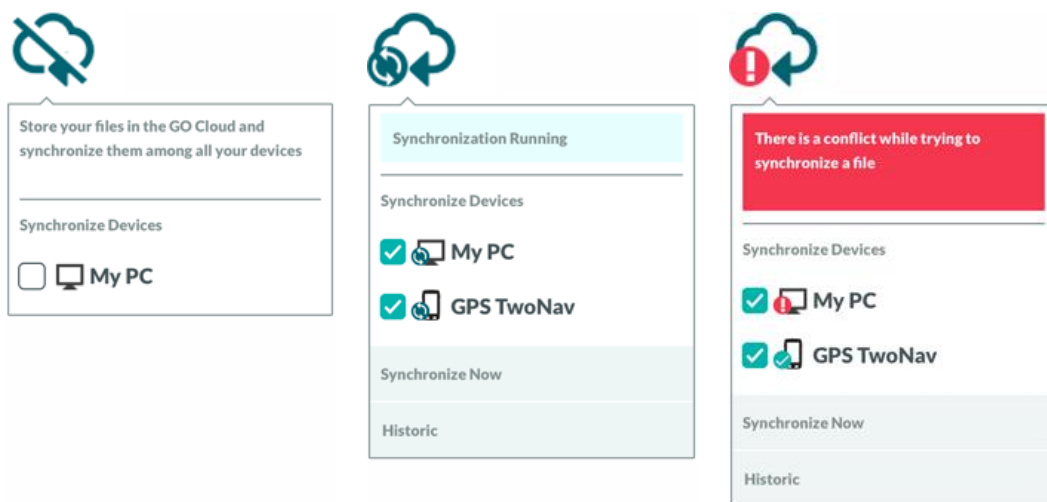 Store your files in the GO Cloud and
synchronize them among all your devices
Synchronize Devices
My PC
Synchronization Running
Synchronize Devices
My PC
GPS TwoNav
Synchronize Now
Historic
There is a conflict while trying to
synchronize a file
Synchronize Devices
My PC
GPS TwoNav
Synchronize Now
Historic